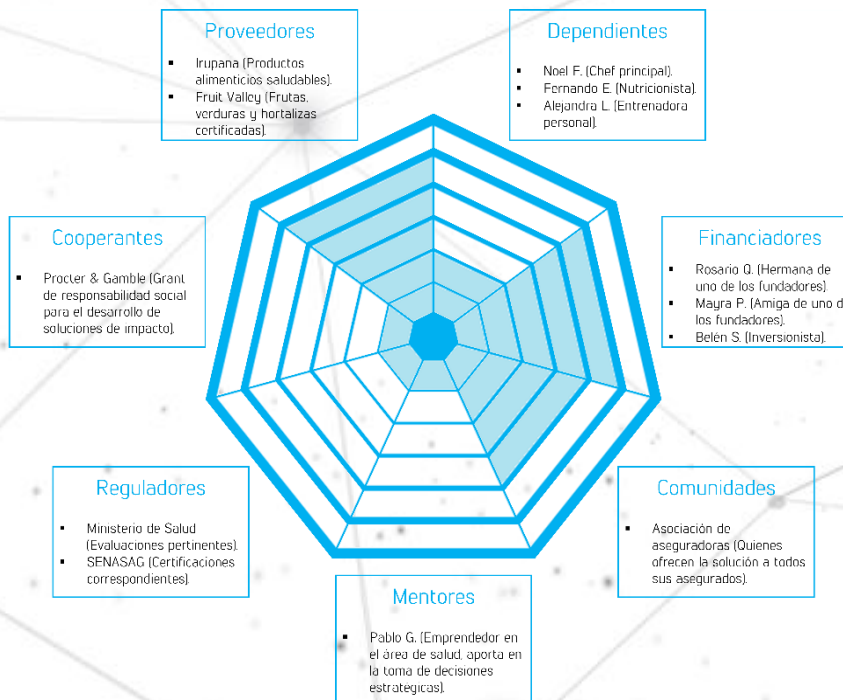 Proveedores
▪ Irupana (Productos
alimenticios saludables).
▪ Fruit Valley (Frutas,
verduras y hortalizas
certificadas).
Dependientes
▪ Noel F. (Chef principal).
▪ Fernando E. (Nutricionista).
▪ Alejandra L. (Entrenadora
personal).
Cooperantes
▪ Procter & Gamble (Grant
de responsabilidad social
para el desarrollo de
soluciones de impacto).
Financiadores
▪ Rosario Q. (Hermana de
uno de los fundadores).
▪ Mayra P. (Amiga de uno d
los fundadores).
▪ Belén S. (Inversionista).
Reguladores
▪ Ministerio de Salud
(Evaluaciones pertinentes).
▪ SENASAG (Certificaciones
correspondientes).
Comunidades
▪ Asociación de
aseguradoras (Quienes
ofrecen la solución a todos
sus asegurados).
Mentores
▪ Pablo G. (Emprendedor en
el área de salud, aporta en
la toma de decisiones
estratégicas).